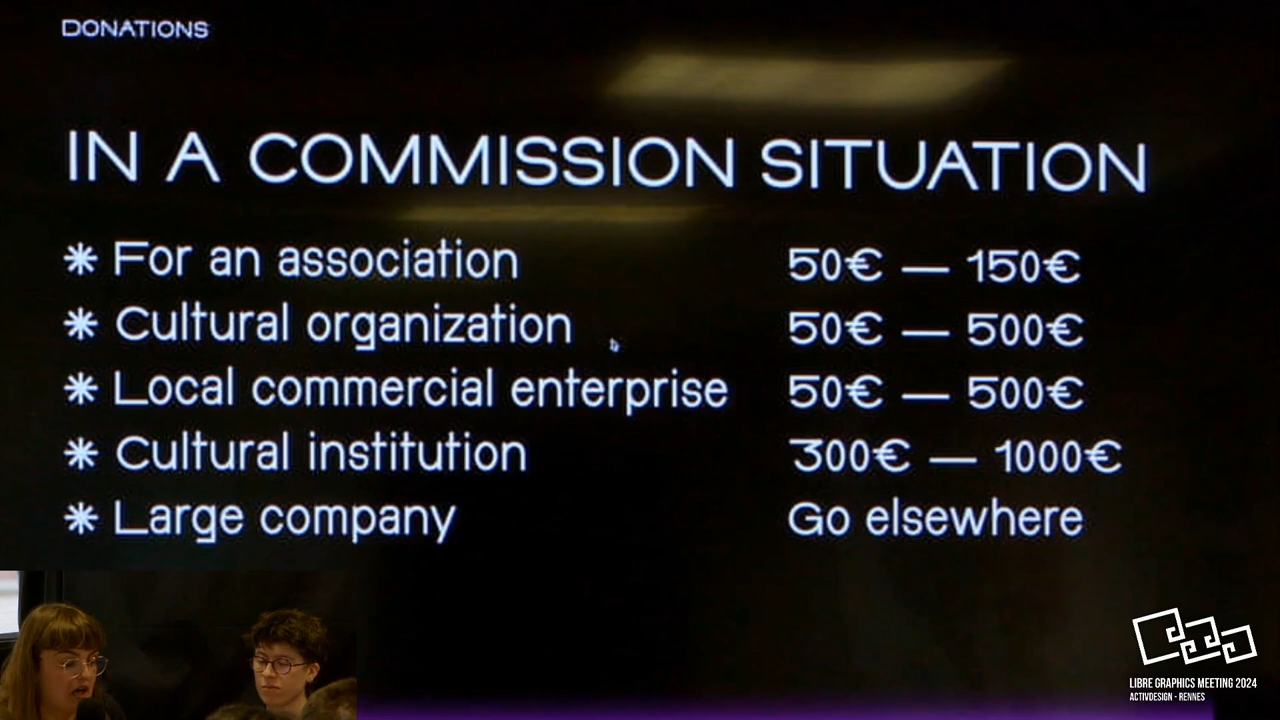 DONATIONS
IN A COMMISSION SITUATION
* For an association 50€ — 150€
* Cultural organization 50€ — 500€
* Local commercial enterprise 50€ — 500€
* Cultural institution 300€ — 1000€
* Large company Go elsewhere
LIBRE GRAPHICS MEETING 2024
ACTIVDESIGN - RENNES